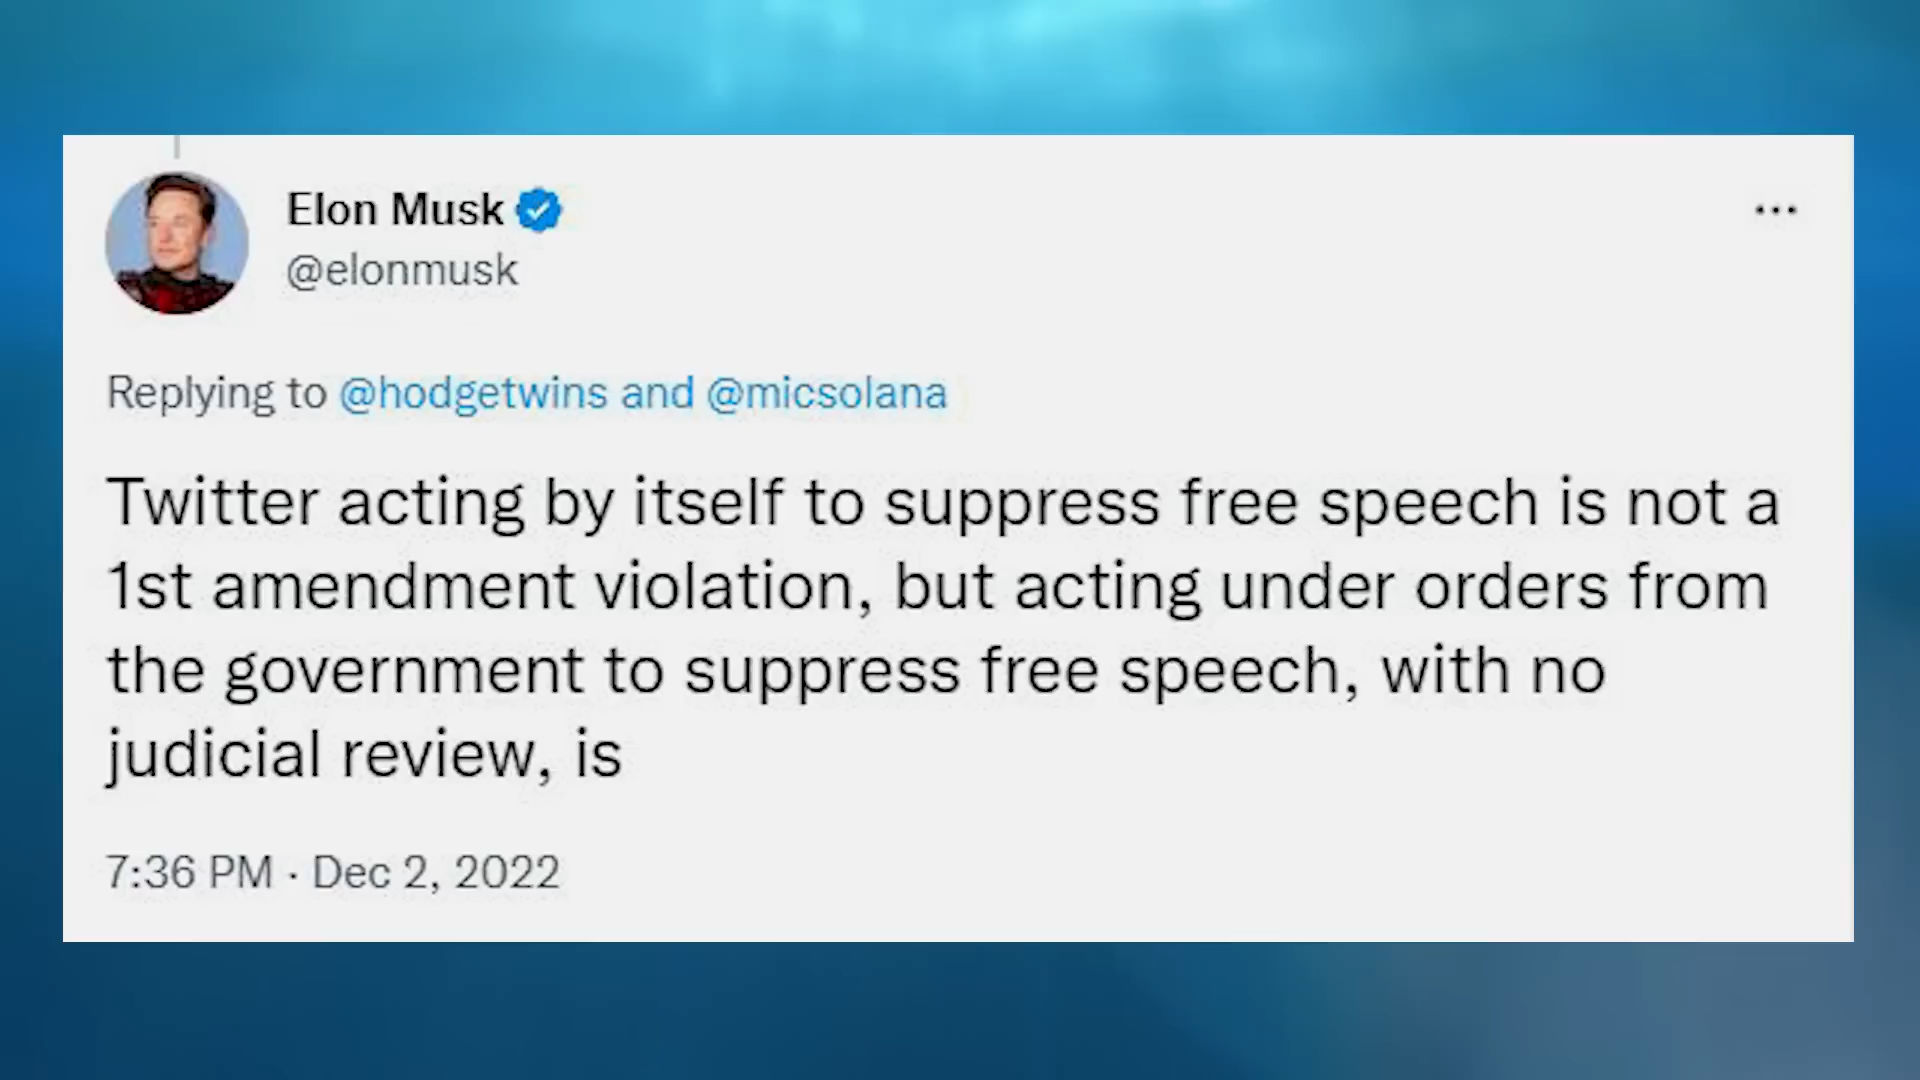 Elon Musk
@elonmusk
Replying to @hodgetwins and @micsolana
Twitter acting by itself to suppress free speech is not a
1st amendment violation, but acting under orders from
the government to suppress free speech, with no
judicial review, is
7:36 PM · Dec 2, 2022